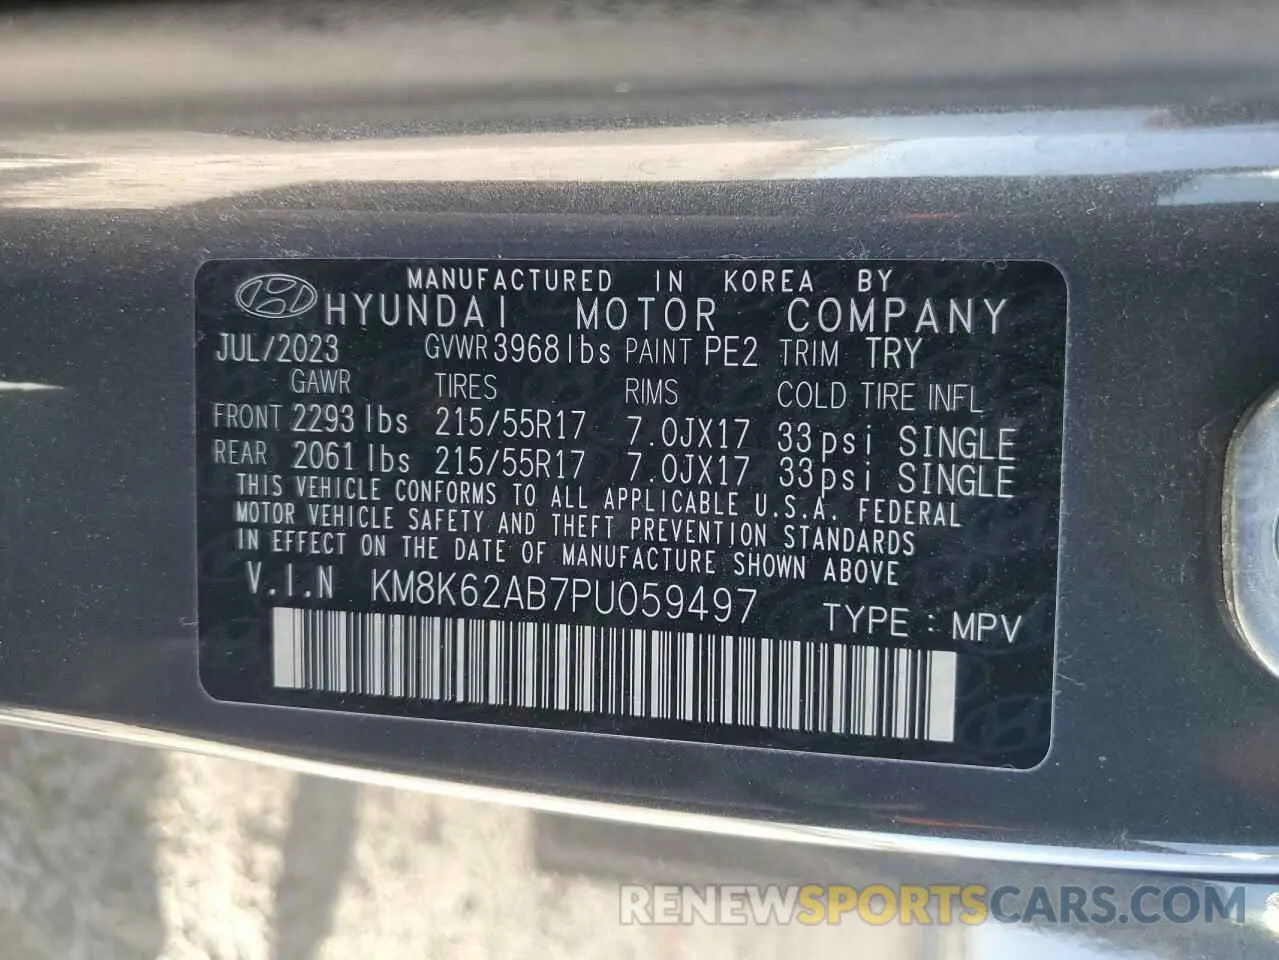 MANUFACTURED IN KOREA BY
HYUNDAI MOTOR COMPANY
JUL/2023 GVWR 3968 lbs PAINT PE2 TRIM TRY
GAWR TIRES RIMS COLD TIRE INFL
FRONT 2293 lbs 215/55R17 7.0JX17 33psi SINGLE
REAR 2061 lbs 215/55R17 7.0JX17 33psi SINGLE
THIS VEHICLE CONFORMS TO ALL APPLICABLE U.S.A. FEDERAL
MOTOR VEHICLE SAFETY AND THEFT PREVENTION STANDARDS
IN EFFECT ON THE DATE OF MANUFACTURE SHOWN ABOVE
V.I.N KM8K62AB7PU059497 TYPE : MPV
RENEWSPORTSCARS.COM